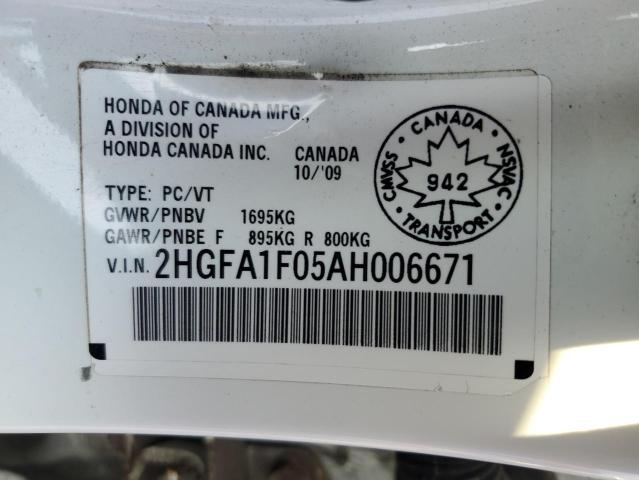 HONDA OF CANADA MFG.,
A DIVISION OF
HONDA CANADA INC. CANADA
10/'09
TYPE: PC/VT
GVWR/PNBV 1695KG
GAWR/PNBE F 895KG R 800KG
V.I.N. 2HGFA1F05AH006671
CANADA
CMVSS
NSVAC
942
TRANSPORT